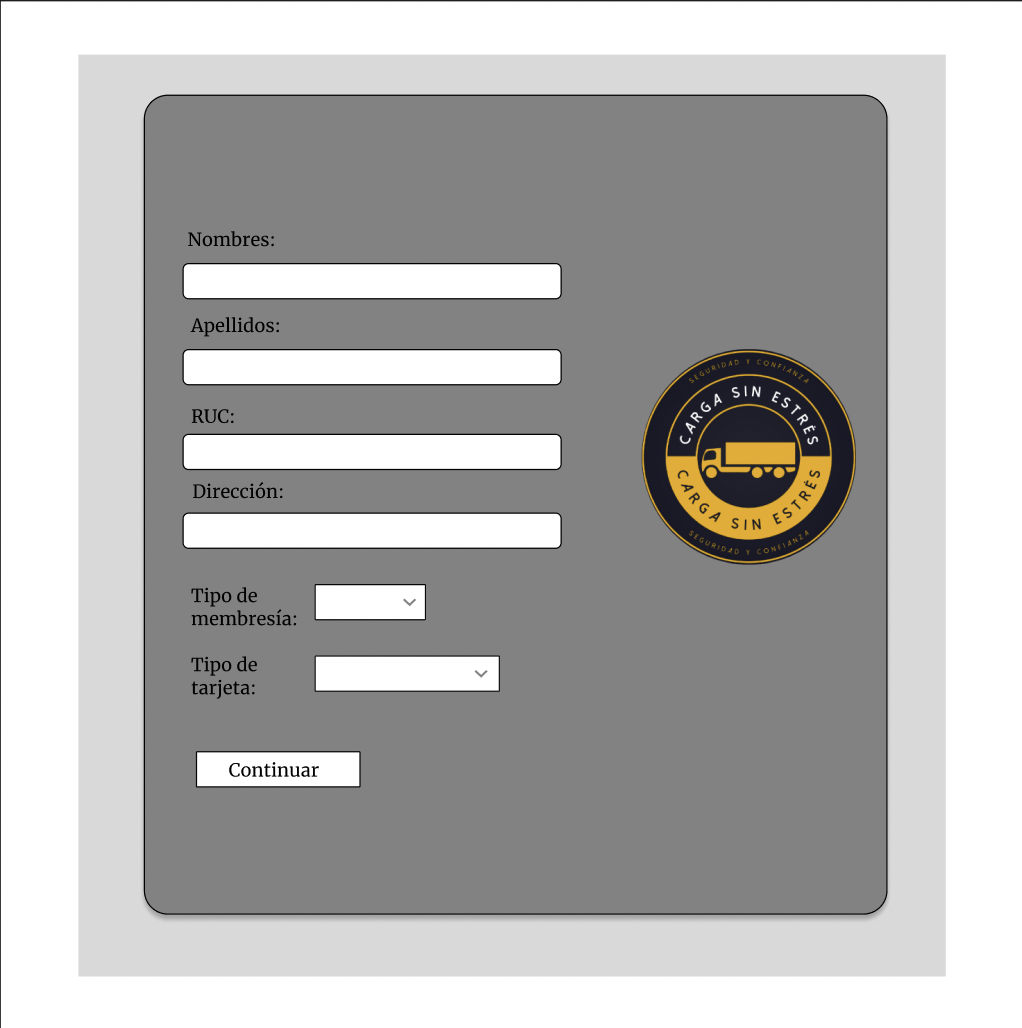 Nombres:
Apellidos:
RUC:
Dirección:
Tipo de
membresía:
Tipo de
tarjeta:
Continuar
SEGURIDAD Y CONFIANZA
CARGA SIN ESTRÉS
CARGA SIN ESTRÉS
SEGURIDAD Y CONFIANZA